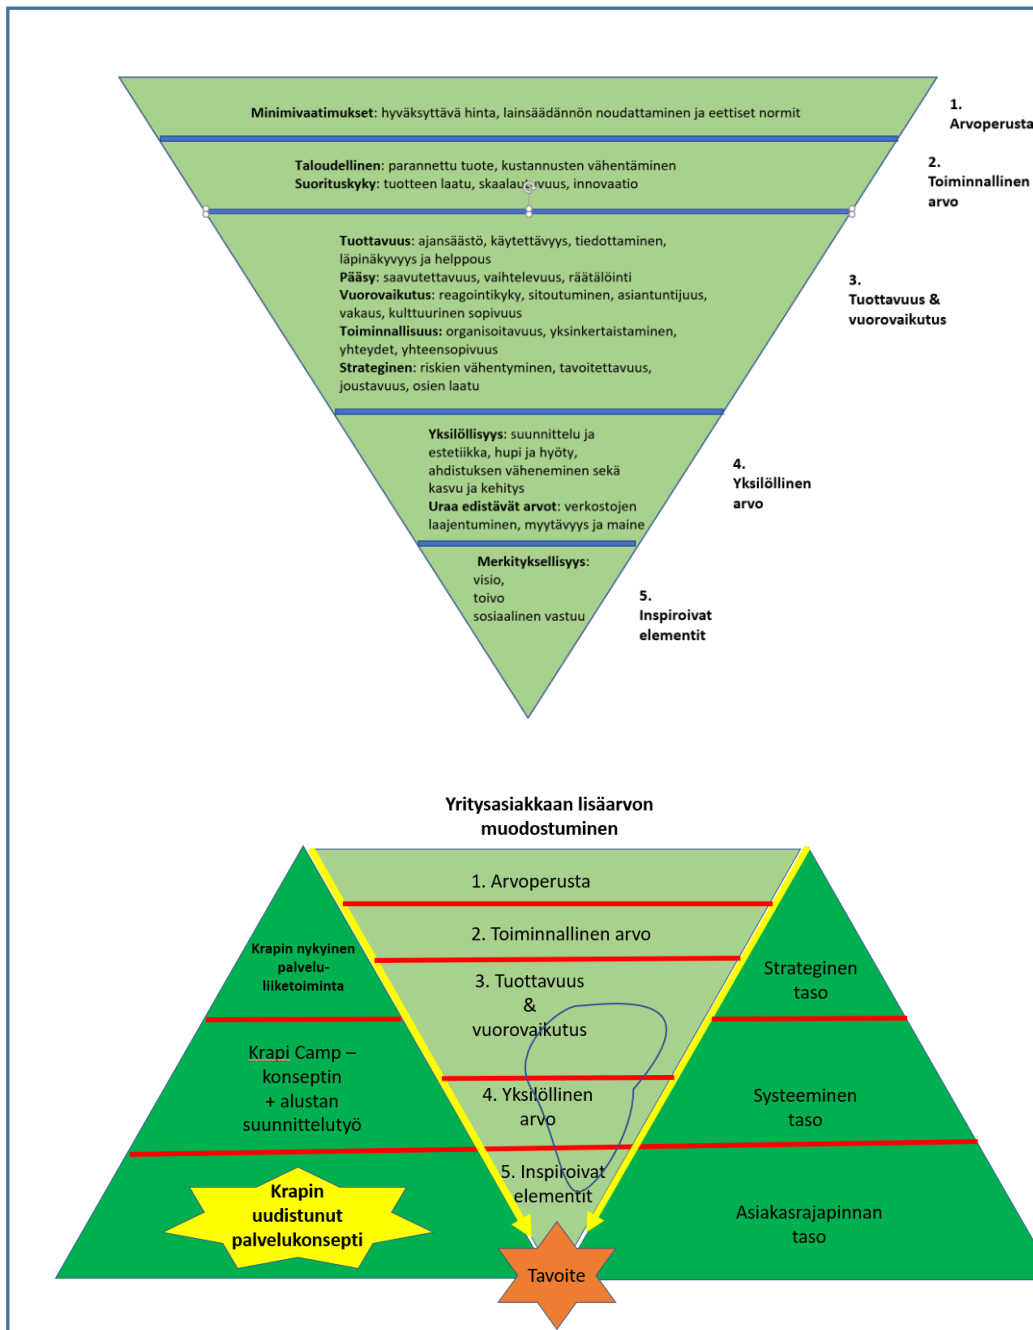 Minimivaatimukset: hyväksyttävä hinta, lainsäädännön noudattaminen ja eettiset normit
1.
Arvoperusta
Taloudellinen: parannettu tuote, kustannusten vähentäminen
Suorituskyky: tuotteen laatu, skaalautuvuus, innovaatio
2.
Toiminnallinen
arvo
Tuottavuus: ajansäästö, käytettävyys, tiedottaminen,
läpinäkyvyys ja helppous
Pääsy: saavutettavuus, vaihtelevuus, räätälöinti
Vuorovaikutus: reagointikyky, sitoutuminen, asiantuntijuus,
vakaus, kulttuurinen sopivuus
Toiminnallisuus: organisoitavuus, yksinkertaistaminen,
yhteydet, yhteensopivuus
Strateginen: riskien vähentyminen, tavoitettavuus,
joustavuus, osien laatu
3.
Tuottavuus &
vuorovaikutus
Yksilöllisyys: suunnittelu ja
estetiikka, hupi ja hyöty,
ahdistuksen väheneminen sekä
kasvu ja kehitys
Uraa edistävät arvot: verkostojen
laajentuminen, myytävyys ja maine
4.
Yksilöllinen
arvo
Merkityksellisyys:
visio,
toivo
sosiaalinen vastuu
5.
Inspiroivat
elementit
Yritysasiakkaan lisäarvon
muodostuminen
1. Arvoperusta
2. Toiminnallinen arvo
3. Tuottavuus
&
vuorovaikutus
4. Yksilöllinen
arvo
5. Inspiroivat
elementit
Krapin nykyinen
palvelu-
liiketoiminta
Krapi Camp –
konseptin
+ alustan
suunnittelutyö
Krapin
uudistunut
palvelukonsepti
Strateginen
taso
Systeeminen
taso
Asiakasrajapinnan
taso
Tavoite